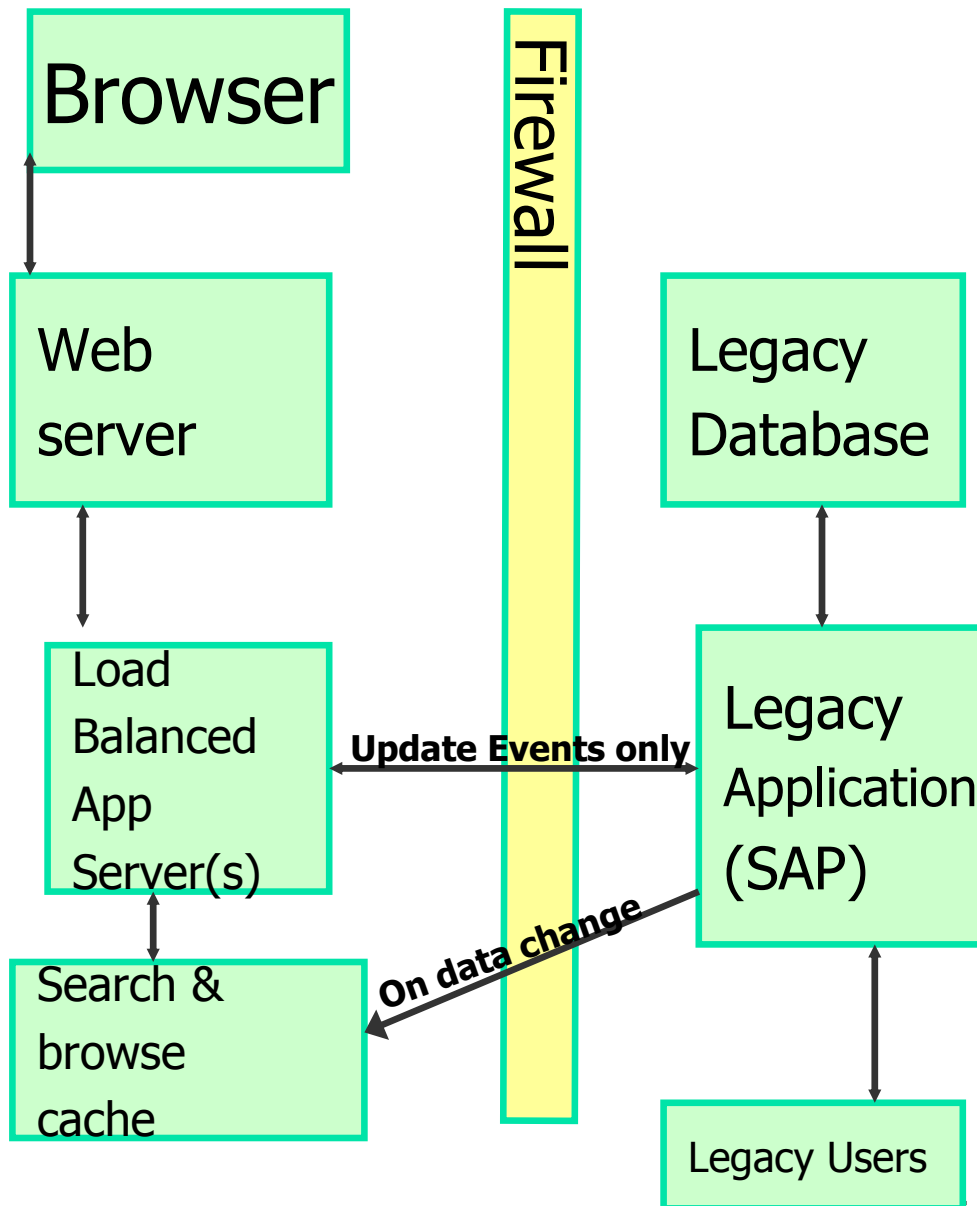 Browser
Firewall
Web
server
Legacy
Database
Load
Balanced
App
Server(s)
Update Events only
Legacy
Application
(SAP)
On data change
Search &
browse
cache
Legacy Users